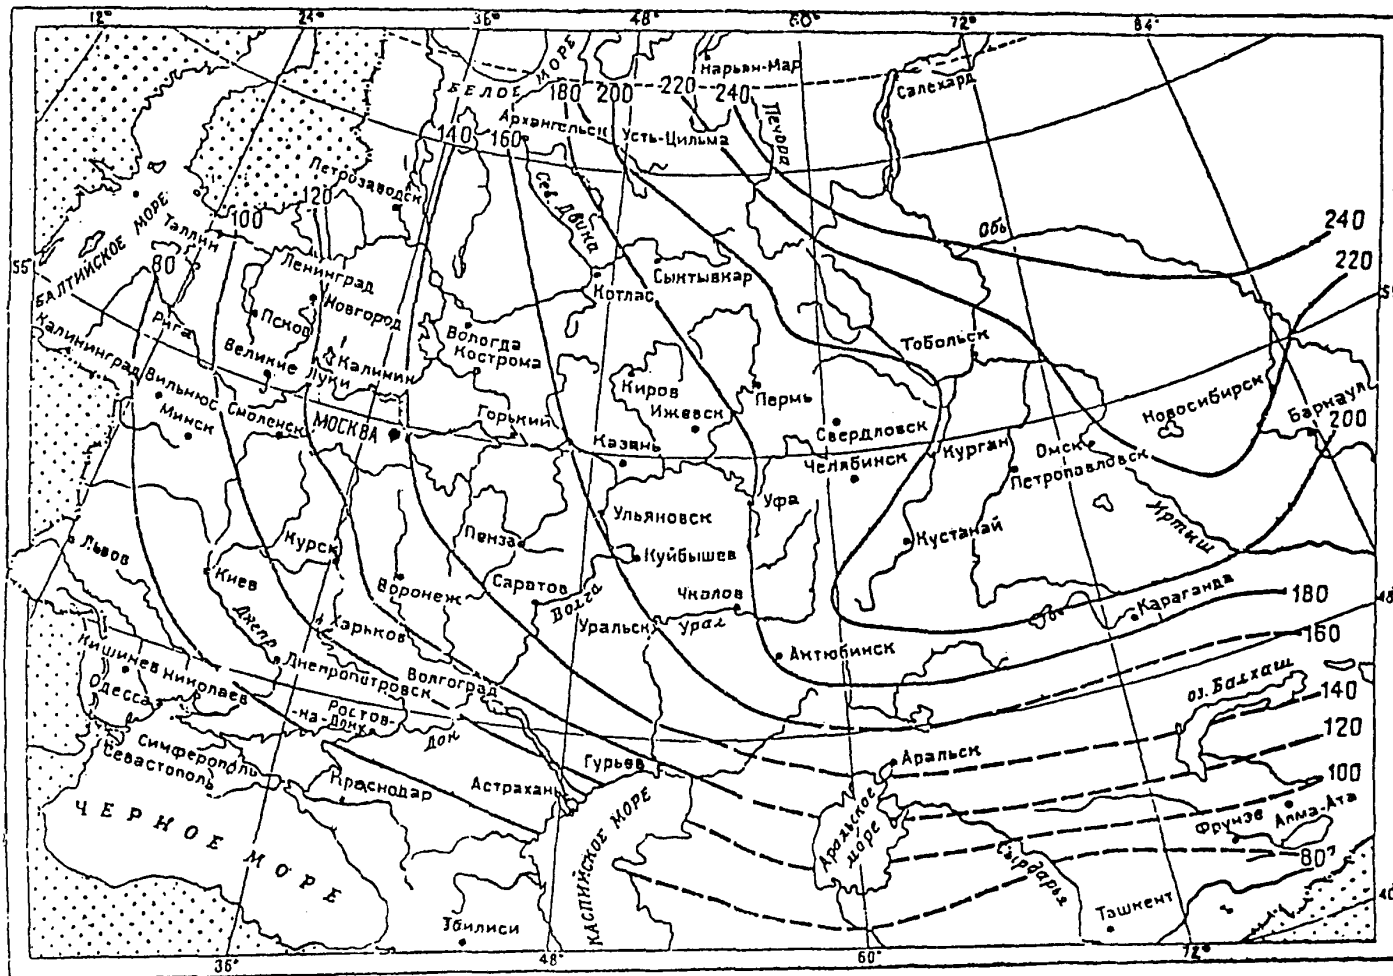 12° 24° 36° 48° 60° 72° 84°
БЕЛОЕ МОРЕ
Нарьян-Мар
Салехард
180 200 220 240
Печора
140 160
Архангельск
Усть-Цильма
Петрозаводск
Сев. Двина
БАЛТИЙСКОЕ МОРЕ
Таллин
100 120
Обь
240
220
55°
80
Ленинград
Новгород
Псков
Рига
Котлас
Сыктывкар
Вологда
Кострома
Тобольск
Калининград
Вильнюс
Великие Луки
Калинин
Киров
Ижевск
Пермь
Новосибирск
Барнаул
200
Минск
Смоленск
МОСКВА
Горький
Казань
Свердловск
Челябинск
Курган
Омск
Петропавловск
Ульяновск
Уфа
Иртыш
Львов
Киев
Курск
Пенза
Куйбышев
Кустанай
Воронеж
Саратов
Волга
Чкалов
Караганда
180
48°
Днепр
Харьков
Уральск
Урал
160
Кишинев
Николаев
Днепропетровск
Волгоград
Актюбинск
оз. Балхаш
140
Одесса
Ростов-
-на-Дону
Дон
120
Симферополь
Севастополь
Краснодар
Астрахань
Гурьев
Аральск
100
ЧЕРНОЕ МОРЕ
КАСПИЙСКОЕ МОРЕ
Аральское
море
Сырдарья
Фрунзе
Алма-Ата
80
Ташкент
40°
Тбилиси
36° 48° 60° 72°